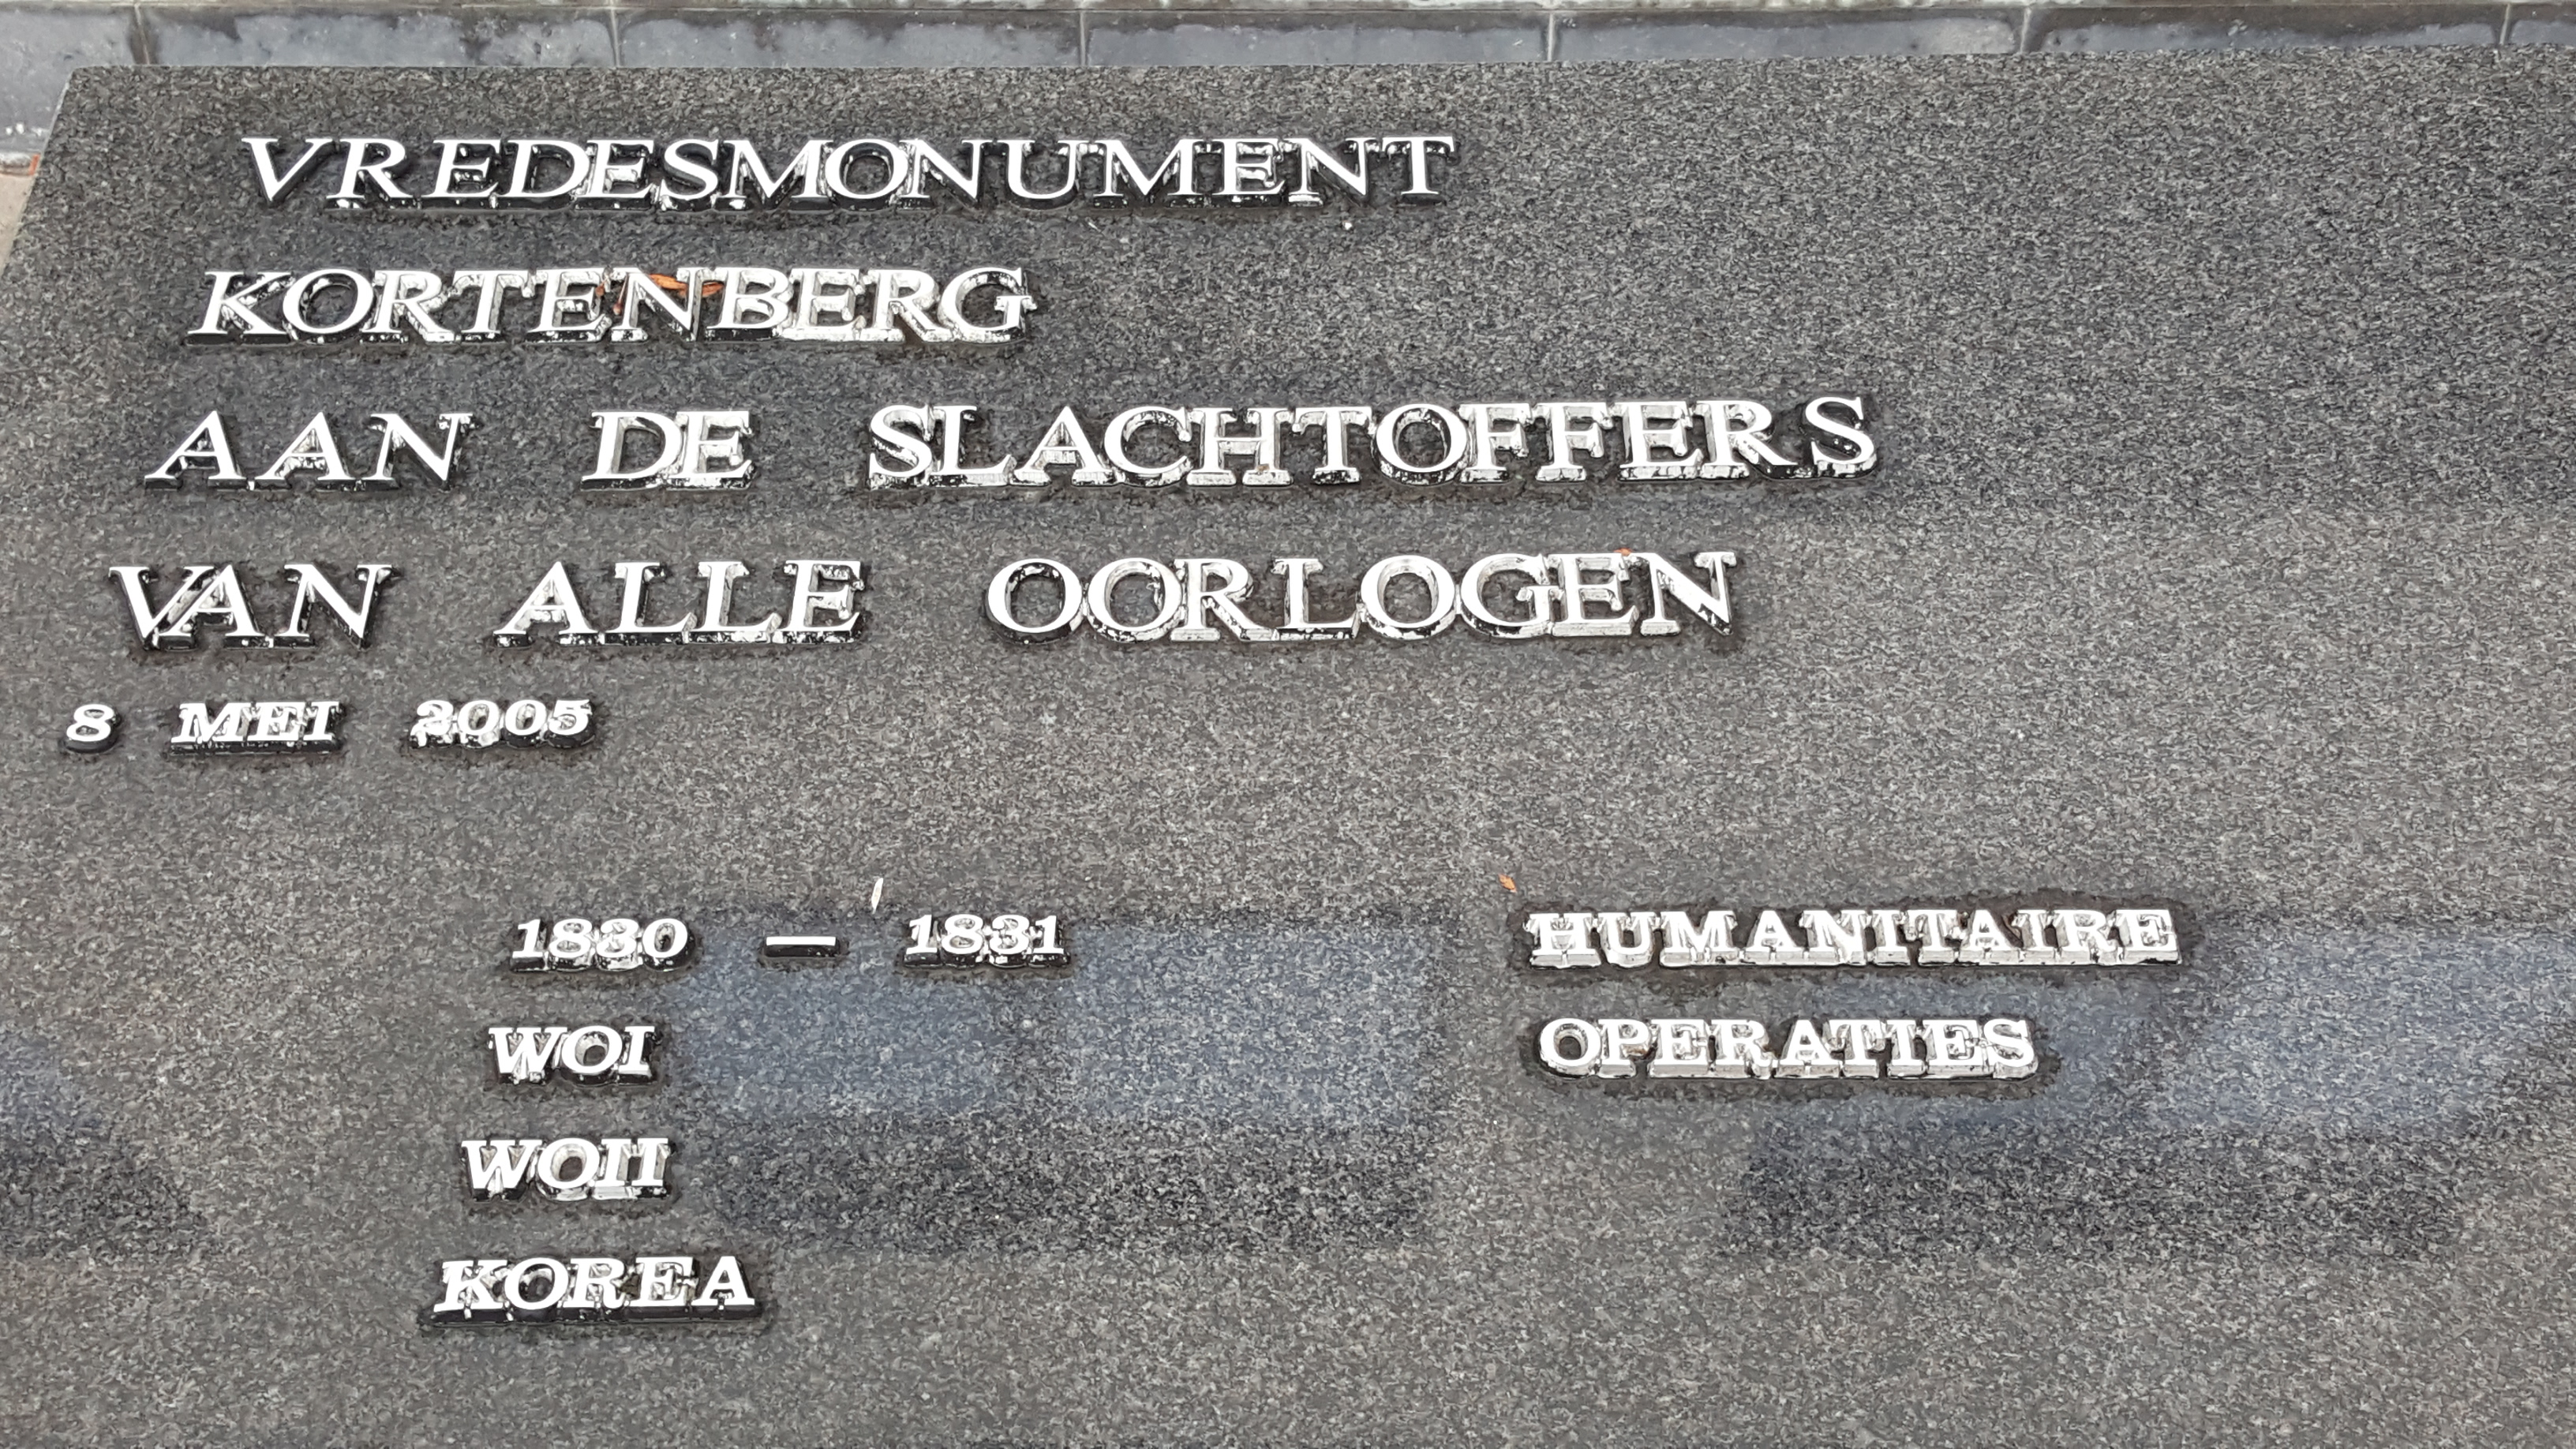 VREDESMONUMENT
KORTENBERG
AAN DE SLACHTOFFERS
VAN ALLE OORLOGEN
8 MEI 2005
1830 – 1831
WOI
WOII
KOREA
HUMANITAIRE
OPERATIES